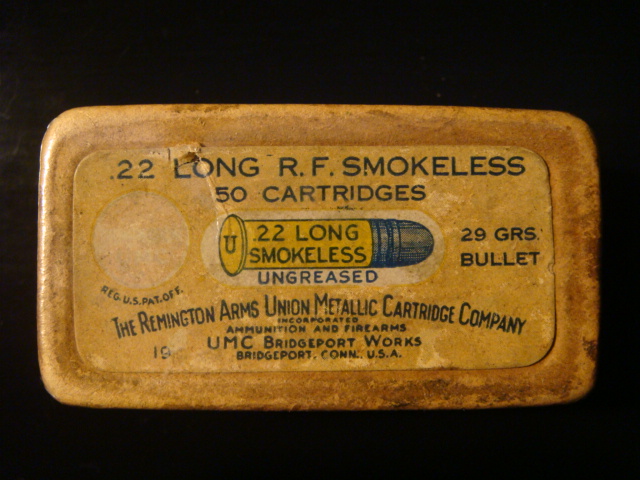 .22 LONG R.F. SMOKELESS
50 CARTRIDGES
U
.22 LONG
SMOKELESS
29 GRS.
BULLET
UNGREASED
REG. U.S. PAT. OFF.
THE REMINGTON ARMS UNION METALLIC CARTRIDGE COMPANY
INCORPORATED
AMMUNITION AND FIREARMS
19
UMC BRIDGEPORT WORKS
BRIDGEPORT, CONN., U.S.A.